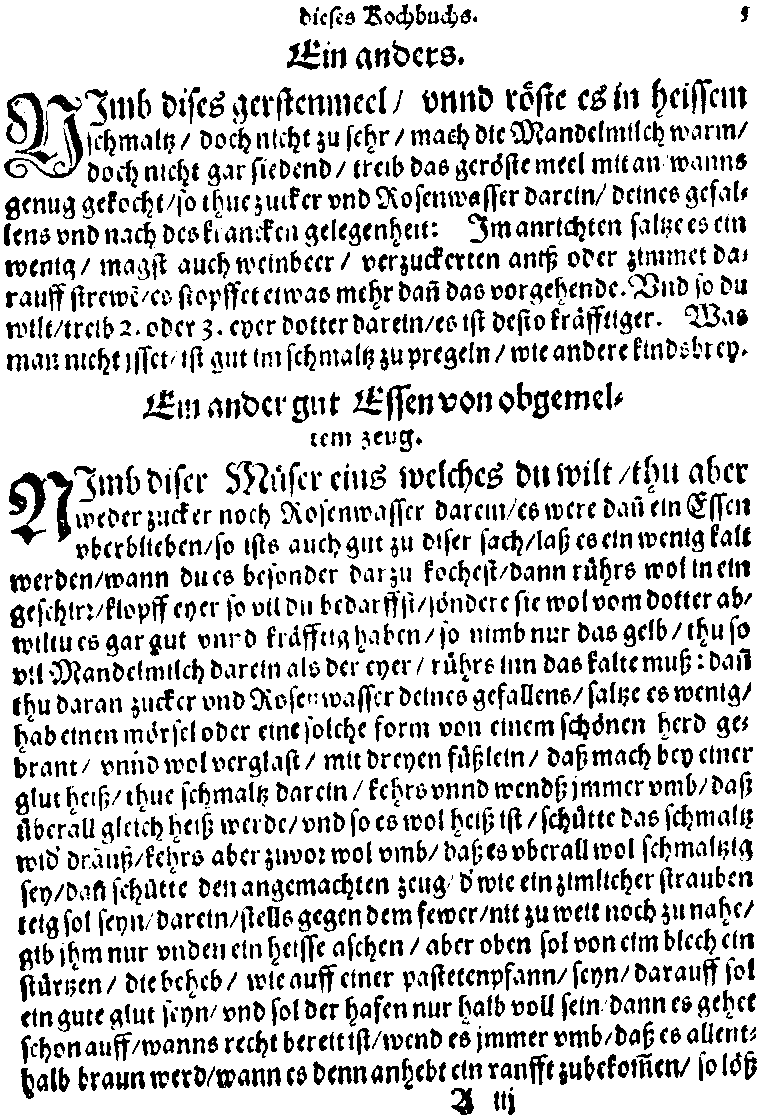 dieses Kochbuchs. 5
Ein anders.
NImb dises gerstenmeel / vnnd röste es in heissem
schmaltz / doch nicht zu sehr / mach die Mandelmilch warm /
doch nicht gar siedend / treib das geröste meel mit an wanns
genug gekocht / so thue zucker vnd Rosenwasser darein / deines gefal-
lens vnd nach des krancken gelegenheit: Im anrichten saltze es ein
wenig / magst auch weinbeer / verzuckerten aniß oder zimmet da-
rauff strewē / es stopffet etwas mehr dañ das vorgehende. Vnd so du
wilt / treib 2. oder 3. eyer dotter darein / es ist desto kräfftiger. Was
man nicht jsset / ist gut im schmaltz zu pregeln / wie andere kindsbrey.
Ein ander gut Essen von obgemel-
tem zeug.
NImb diser Müser eins welches du wilt / thu aber
weder zucker noch Rosenwasser darein / es were dañ ein Essen
vberblieben / so ists auch gut zu diser sach / laß es ein wenig kalt
werden / wann du es besonder darzu kochest / dann rührs wol in ein
geschirr / klopff eyer so vil du bedarffst / söndere sie wol vom dotter ab /
wiltu es gar gut vnnd kräfftig haben / so nimb nur das gelb / thu so
vil Mandelmilch darein als der eyer / rührs inn das kalte muß: dañ
thu daran zucker vnd Rosenwasser deines gefallens / saltze es wenig /
hab einen mörsel oder eine solche form von einem schönen herd ge-
brant / vnnd wol verglast / mit dreyen füßlein / daß mach bey einer
glut heiß / thue schmaltz darein / kehrs vnnd wendß jmmer vmb / daß
überall gleich heiß werde / vnd so es wol heiß ist / schütte das schmaltz
wid' drauß / kehrs aber zuvor wol vmb / daß es vberall wol schmaltzig
sey / dañ schütte den angemachten zeug / d' wie ein zimlicher strauben
teig sol seyn / darein / stells gegen dem fewer / nit zu weit noch zu nahe /
gib jhm nur vnden ein heisse aschen / aber oben sol von eim blech ein
stürtzen / die beheb / wie auff einer pastetenpfann / seyn / darauff sol
ein gute glut seyn / vnd sol der hafen nur halb voll sein dann es gehet
schon auff / wanns recht bereit ist / wend es jmmer vmb / daß es allent-
halb braun werd / wann es denn anhebt ein ranfft zubekom̃en / so löß
A iij